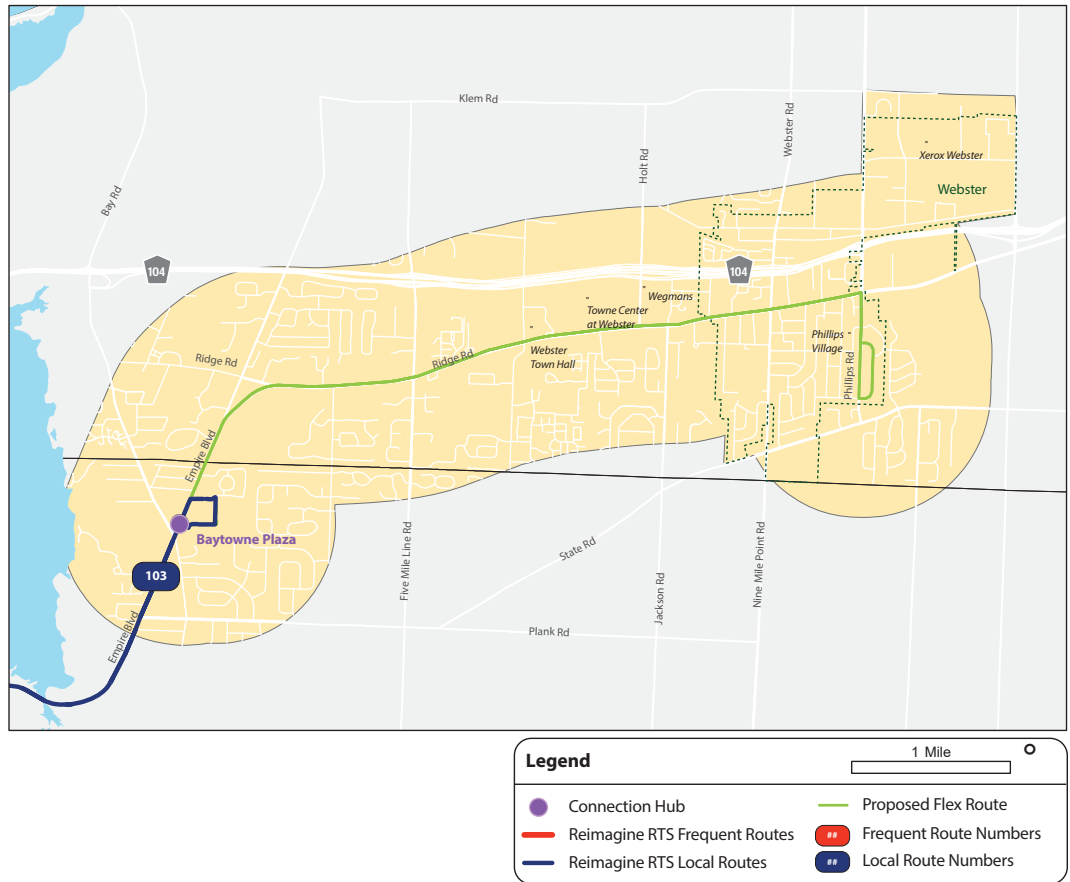 Klem Rd
Webster Rd
Xerox Webster
Holt Rd
Webster
Bay Rd
104
104
Wegmans
Towne Center
at Webster
Phillips
Village
Webster
Town Hall
Ridge Rd
Ridge Rd
Phillips Rd
Empire Blvd
Baytowne Plaza
State Rd
Five Mile Line Rd
Nine Mile Point Rd
Jackson Rd
103
Empire Blvd
Plank Rd
Legend
1 Mile
Connection Hub
Proposed Flex Route
Reimagine RTS Frequent Routes
## Frequent Route Numbers
Reimagine RTS Local Routes
## Local Route Numbers